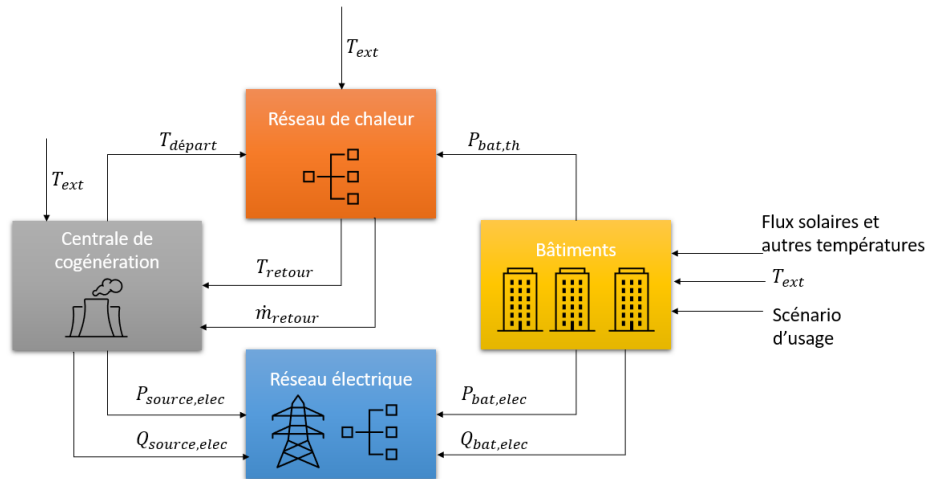 T_ext
Réseau de chaleur
T_départ
P_bat,th
T_ext
Centrale de
cogénération
Bâtiments
Flux solaires et
autres températures
T_retour
T_ext
ṁ_retour
Scénario
d'usage
Réseau électrique
P_source,elec
P_bat,elec
Q_source,elec
Q_bat,elec